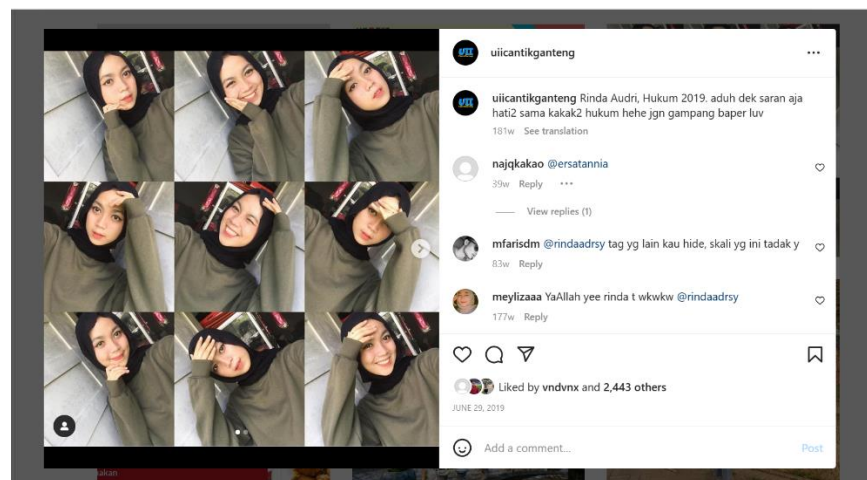 uiicantikganteng
uiicantikganteng Rinda Audri, Hukum 2019. aduh dek saran aja
hati2 sama kakak2 hukum hehe jgn gampang baper luv
181w See translation
najqkakao @ersatannia
39w Reply
View replies (1)
mfarisdm @rindaadrsy tag yg lain kau hide, skali yg ini tadak y
83w Reply
meylizaaa YaAllah yee rinda t wkwkw @rindaadrsy
177w Reply
Liked by vndvnx and 2,443 others
JUNE 29, 2019
Add a comment...
Post
akan